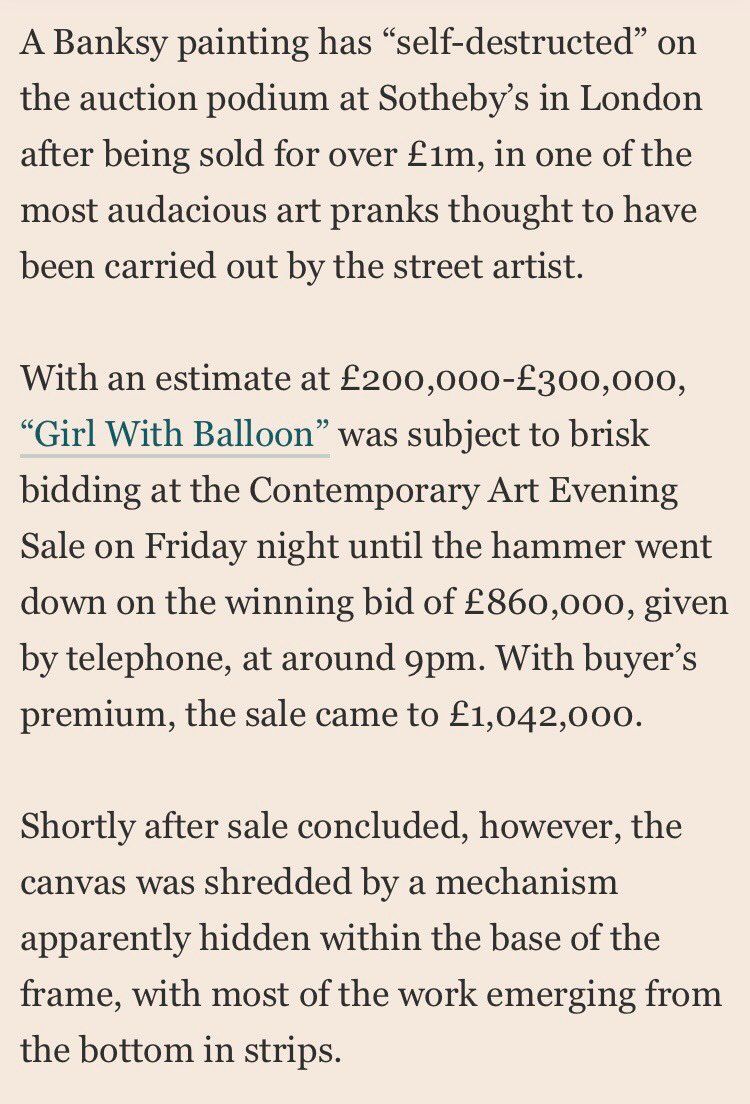 A Banksy painting has “self-destructed” on
the auction podium at Sotheby’s in London
after being sold for over £1m, in one of the
most audacious art pranks thought to have
been carried out by the street artist.
With an estimate at £200,000-£300,000,
“Girl With Balloon” was subject to brisk
bidding at the Contemporary Art Evening
Sale on Friday night until the hammer went
down on the winning bid of £860,000, given
by telephone, at around 9pm. With buyer’s
premium, the sale came to £1,042,000.
Shortly after sale concluded, however, the
canvas was shredded by a mechanism
apparently hidden within the base of the
frame, with most of the work emerging from
the bottom in strips.